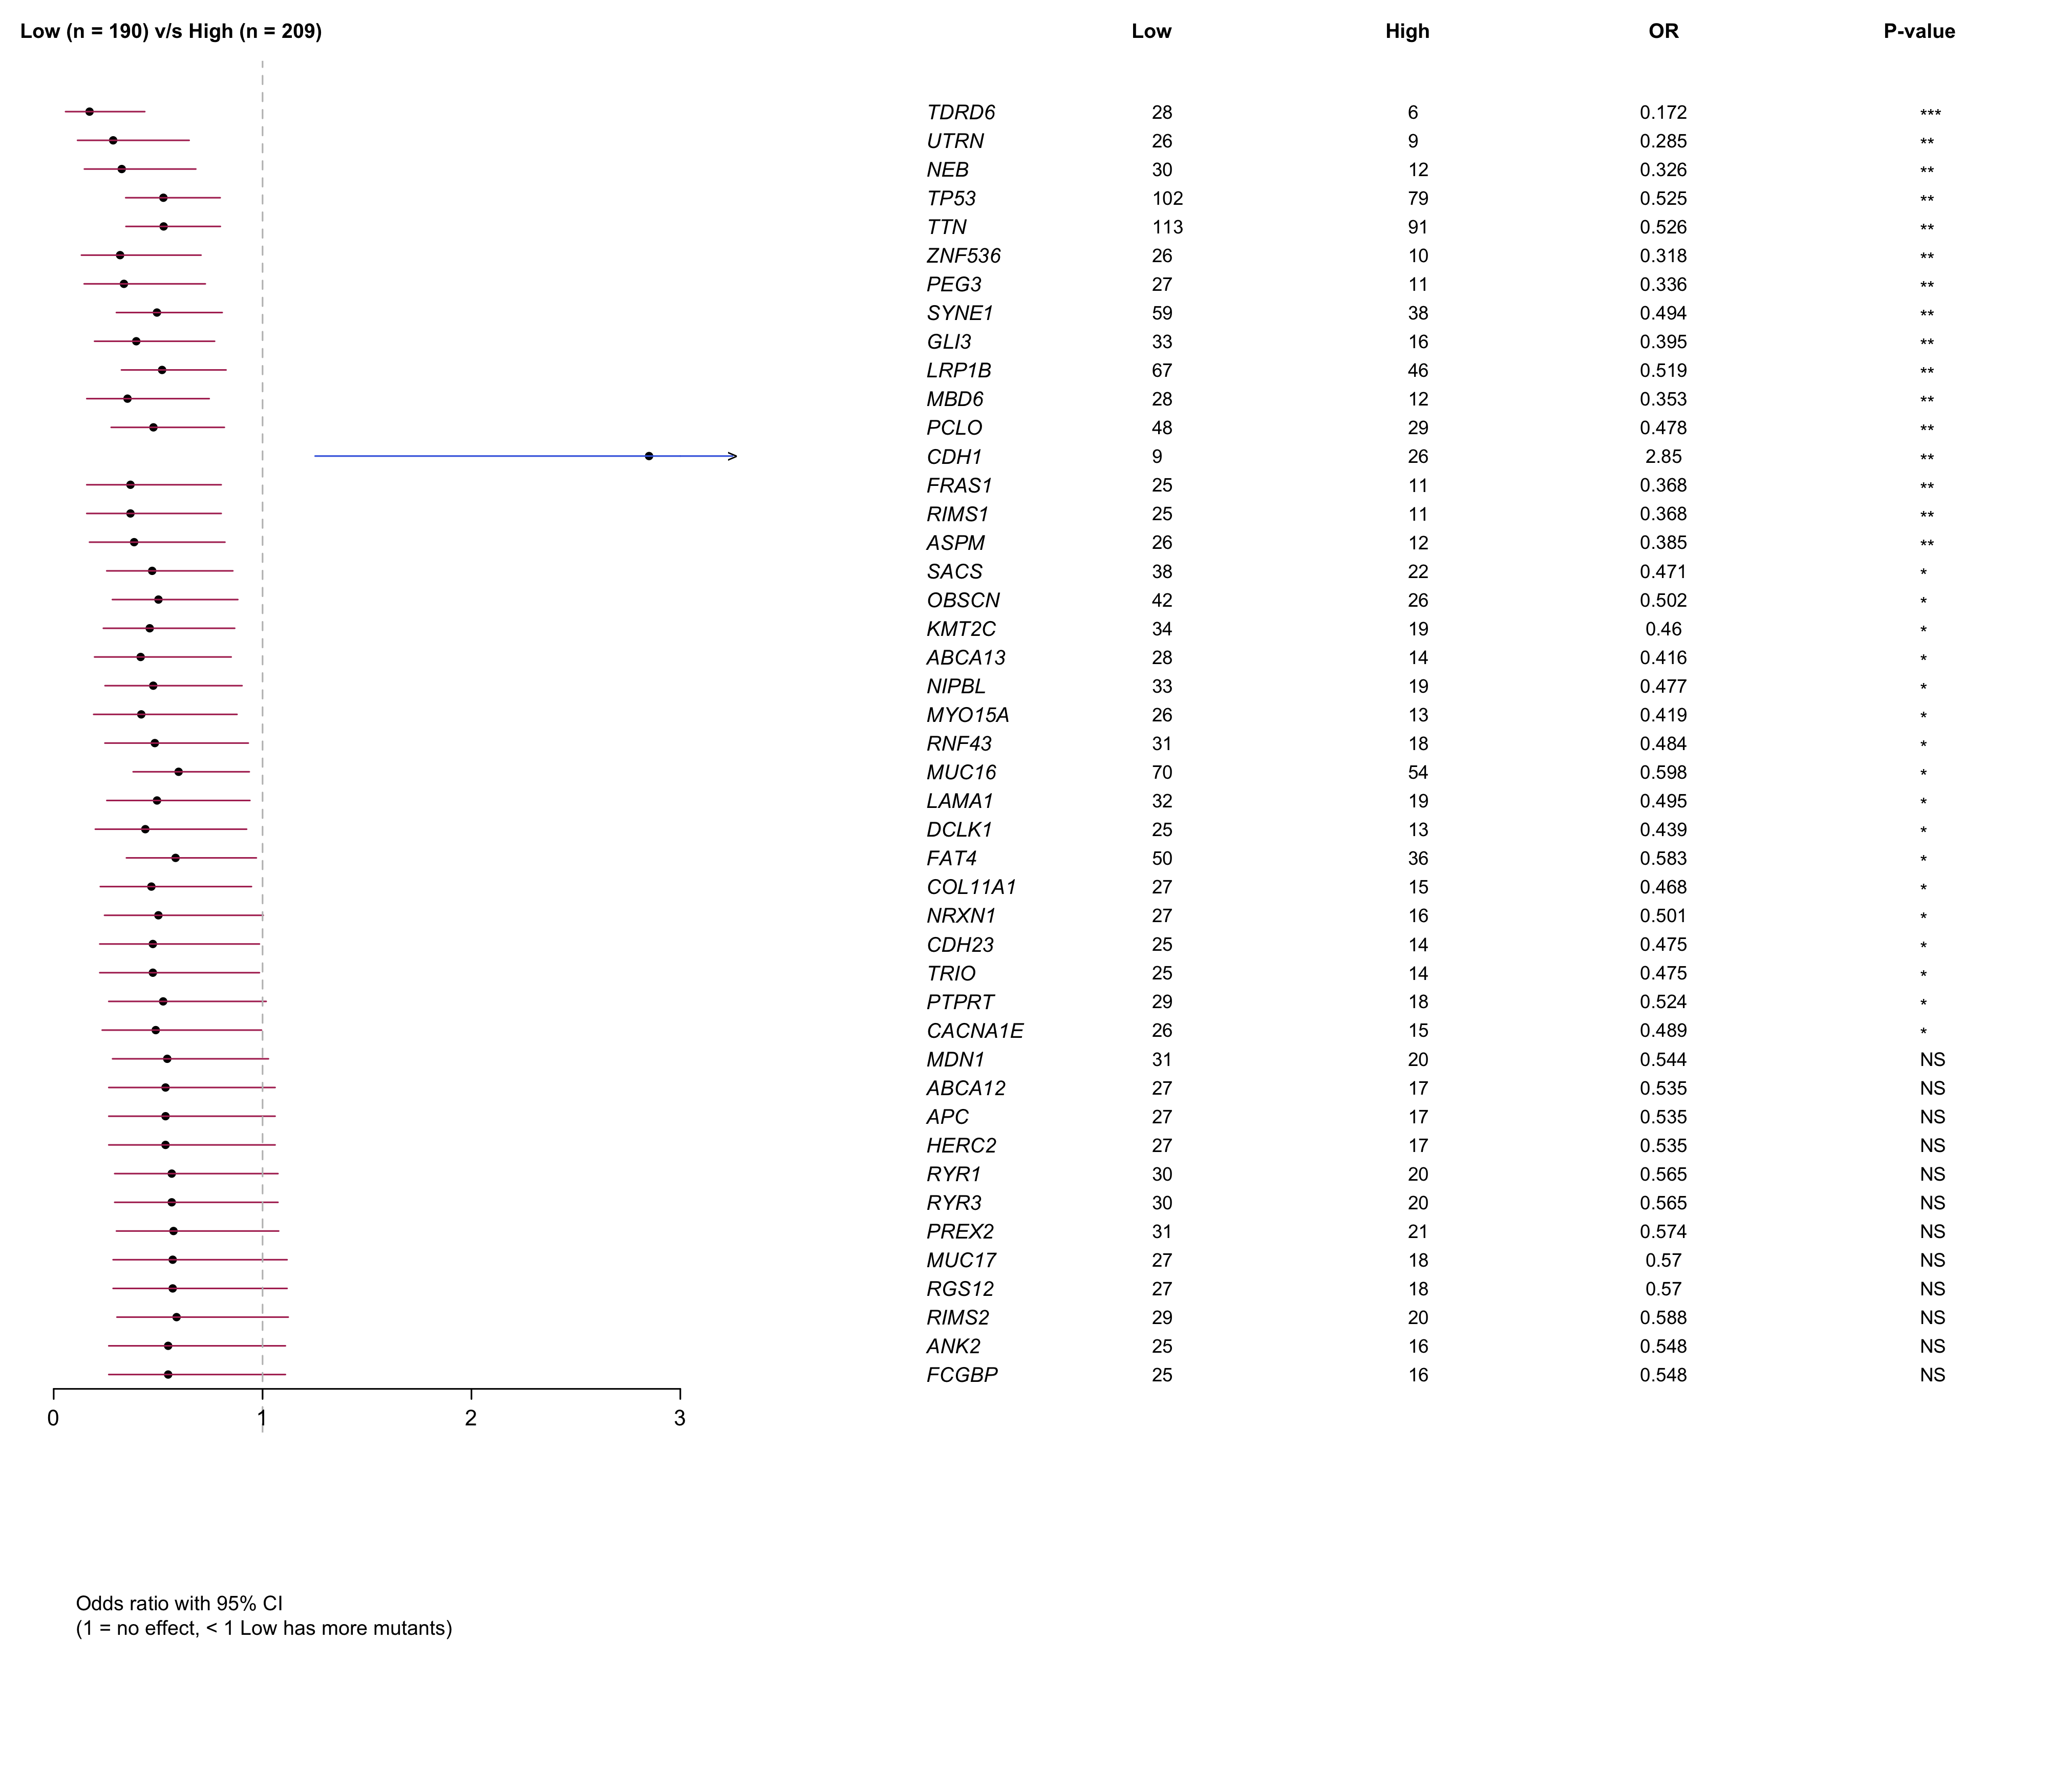 Low (n = 190) v/s High (n = 209) Low High OR P-value
TDRD6 28 6 0.172 ***
UTRN 26 9 0.285 **
NEB 30 12 0.326 **
TP53 102 79 0.525 **
TTN 113 91 0.526 **
ZNF536 26 10 0.318 **
PEG3 27 11 0.336 **
SYNE1 59 38 0.494 **
GLI3 33 16 0.395 **
LRP1B 67 46 0.519 **
MBD6 28 12 0.353 **
PCLO 48 29 0.478 **
CDH1 9 26 2.85 **
FRAS1 25 11 0.368 **
RIMS1 25 11 0.368 **
ASPM 26 12 0.385 **
SACS 38 22 0.471 *
OBSCN 42 26 0.502 *
KMT2C 34 19 0.46 *
ABCA13 28 14 0.416 *
NIPBL 33 19 0.477 *
MYO15A 26 13 0.419 *
RNF43 31 18 0.484 *
MUC16 70 54 0.598 *
LAMA1 32 19 0.495 *
DCLK1 25 13 0.439 *
FAT4 50 36 0.583 *
COL11A1 27 15 0.468 *
NRXN1 27 16 0.501 *
CDH23 25 14 0.475 *
TRIO 25 14 0.475 *
PTPRT 29 18 0.524 *
CACNA1E 26 15 0.489 *
MDN1 31 20 0.544 NS
ABCA12 27 17 0.535 NS
APC 27 17 0.535 NS
HERC2 27 17 0.535 NS
RYR1 30 20 0.565 NS
RYR3 30 20 0.565 NS
PREX2 31 21 0.574 NS
MUC17 27 18 0.57 NS
RGS12 27 18 0.57 NS
RIMS2 29 20 0.588 NS
ANK2 25 16 0.548 NS
FCGBP 25 16 0.548 NS
0 1 2 3
Odds ratio with 95% CI
(1 = no effect, < 1 Low has more mutants)